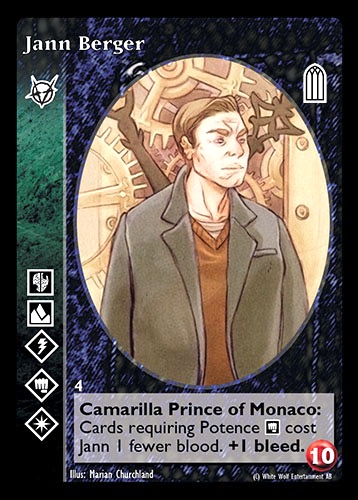 Jann Berger
4
Camarilla Prince of Monaco:
Cards requiring Potence cost
Jann 1 fewer blood. +1 bleed.
10
Illus: Marian Churchland
(C) White Wolf Entertainment AB